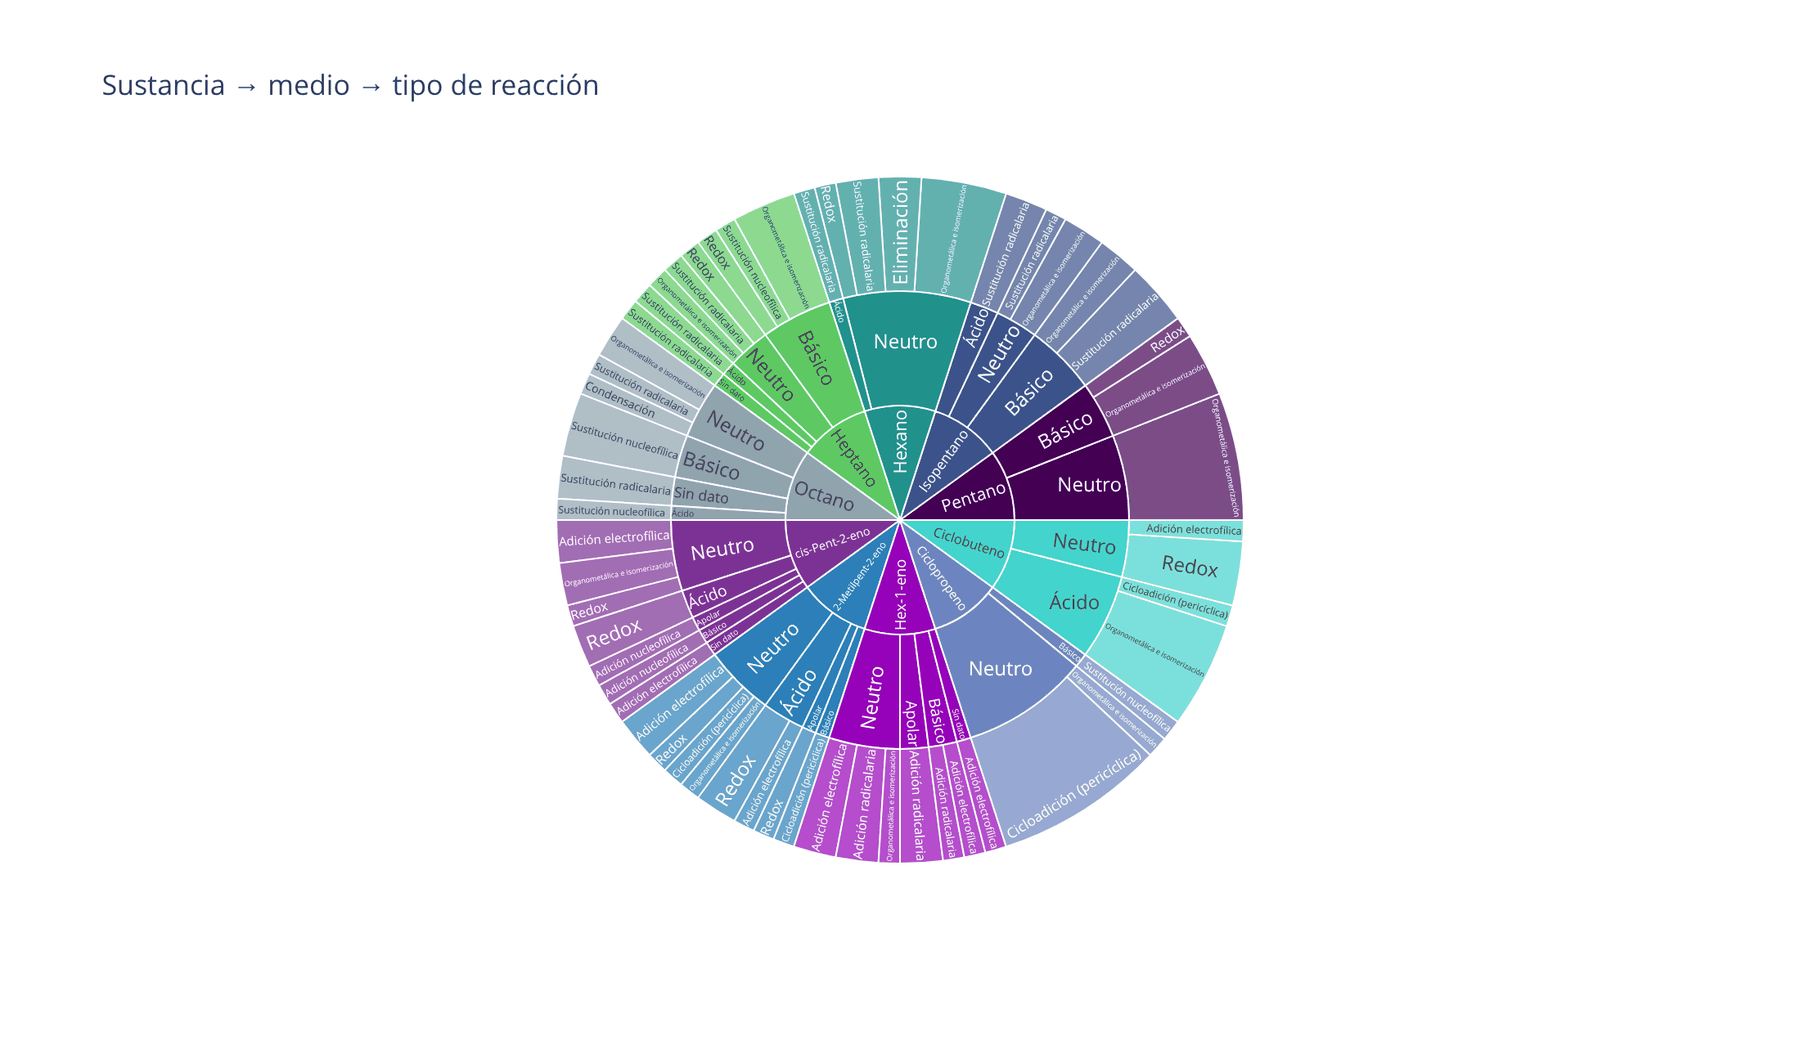 Sustancia → medio → tipo de reacción
Pentano
Neutro
Organometálica e isomerización
Básico
Organometálica e isomerización
Redox
Isopentano
Básico
Sustitución radicalaria
Organometálica e isomerización
Neutro
Organometálica e isomerización
Sustitución radicalaria
Ácido
Sustitución radicalaria
Hexano
Neutro
Organometálica e isomerización
Eliminación
Sustitución radicalaria
Redox
Ácido
Sustitución radicalaria
Heptano
Básico
Organometálica e isomerización
Sustitución nucleofílica
Redox
Neutro
Redox
Sustitución radicalaria
Organometálica e isomerización
Ácido
Sustitución radicalaria
Sin dato
Sustitución radicalaria
Octano
Neutro
Organometálica e isomerización
Sustitución radicalaria
Condensación
Básico
Sustitución nucleofílica
Sin dato
Sustitución radicalaria
Ácido
Sustitución nucleofílica
cis-Pent-2-eno
Neutro
Adición electrofílica
Organometálica e isomerización
Redox
Ácido
Redox
Apolar
Adición nucleofílica
Básico
Adición nucleofílica
Sin dato
Adición electrofílica
2-Metilpent-2-eno
Neutro
Adición electrofílica
Redox
Cicloadición (pericíclica)
Organometálica e isomerización
Ácido
Redox
Apolar
Adición electrofílica
Redox
Básico
Cicloadición (pericíclica)
Hex-1-eno
Neutro
Adición electrofílica
Adición radicalaria
Organometálica e isomerización
Apolar
Adición radicalaria
Básico
Adición radicalaria
Adición electrofílica
Sin dato
Adición electrofílica
Ciclopropeno
Neutro
Cicloadición (pericíclica)
Organometálica e isomerización
Básico
Sustitución nucleofílica
Ciclobuteno
Ácido
Organometálica e isomerización
Cicloadición (pericíclica)
Neutro
Redox
Adición electrofílica